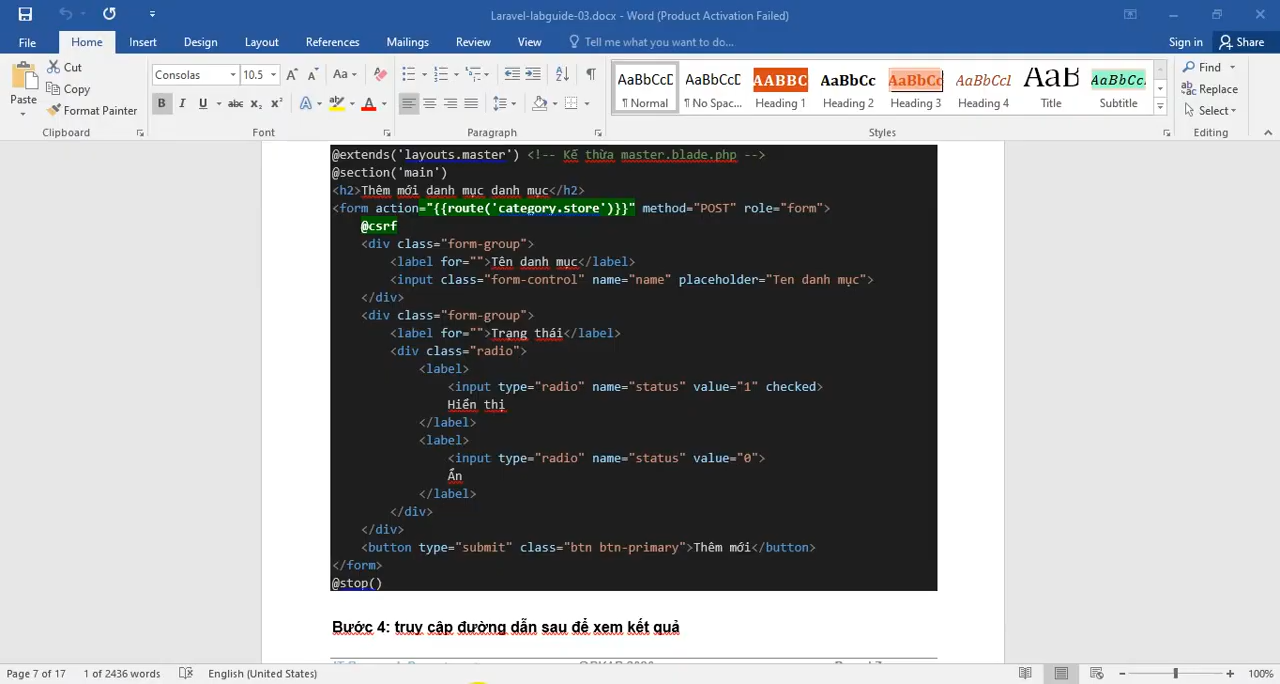 Laravel-labguide-03.docx - Word (Product Activation Failed)
File Home Insert Design Layout References Mailings Review View Tell me what you want to do... Sign in Share
Paste Cut Copy Format Painter
Clipboard
Consolas 10.5
Font
Paragraph
AaBbCcD ¶ Normal
AaBbCcD ¶ No Spac...
AABBC Heading 1
AaBbCc Heading 2
AaBbCc Heading 3
AaBbCcI Heading 4
AaB Title
AaBbCc Subtitle
Styles
Find
Replace
Select
Editing
@extends('layouts.master') <!-- Kế thừa master.blade.php -->
@section('main')
<h2>Thêm mới danh mục danh mục</h2>
<form action="{{route('category.store')}}" method="POST" role="form">
@csrf
<div class="form-group">
<label for="">Tên danh mục</label>
<input class="form-control" name="name" placeholder="Ten danh mục">
</div>
<div class="form-group">
<label for="">Trạng thái</label>
<div class="radio">
<label>
<input type="radio" name="status" value="1" checked>
Hiển thị
</label>
<label>
<input type="radio" name="status" value="0">
Ẩn
</label>
</div>
</div>
<button type="submit" class="btn btn-primary">Thêm mới</button>
</form>
@stop()
Bước 4: truy cập đường dẫn sau để xem kết quả
Page 7 of 17 1 of 2436 words English (United States) 100%